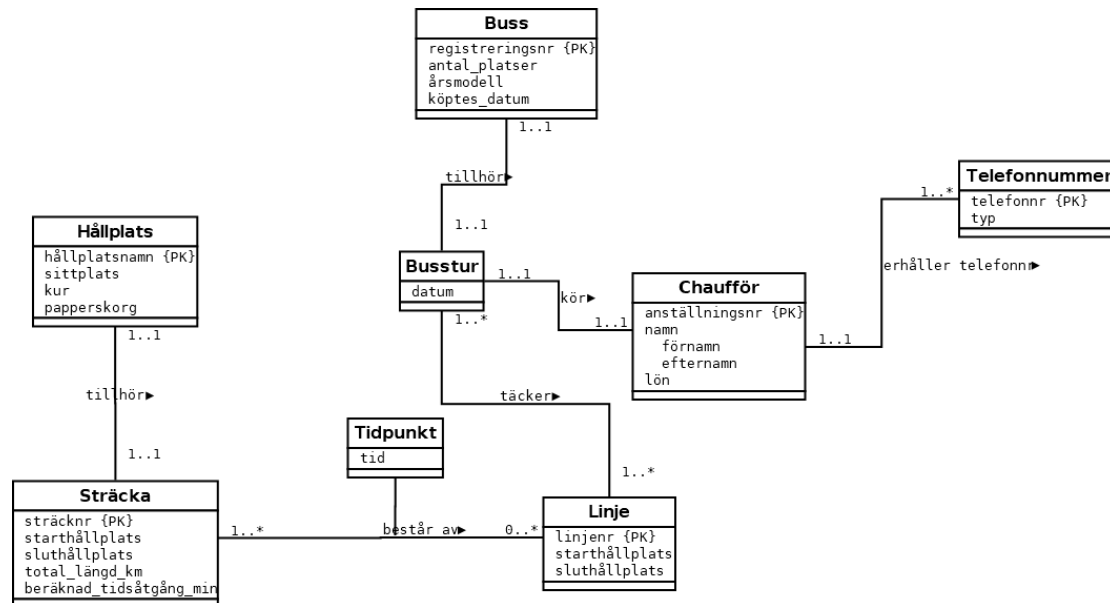 Buss
registreringsnr {PK}
antal_platser
årsmodell
köptes_datum
1..1
tillhör▶
1..1
Telefonnummer
telefonnr {PK}
typ
1..*
erhåller telefonnr▶
Hållplats
hållplatsnamn {PK}
sittplats
kur
papperskorg
1..1
tillhör▶
1..1
Busstur
datum
1..1
kör▶
1..1
1..*
Chaufför
anställningsnr {PK}
namn
förnamn
efternamn
lön
1..1
täcker▶
1..*
Tidpunkt
tid
Sträcka
sträcknr {PK}
starthållplats
sluthållplats
total_längd_km
beräknad_tidsåtgång_min
1..*
består av▶
0..*
Linje
linjenr {PK}
starthållplats
sluthållplats